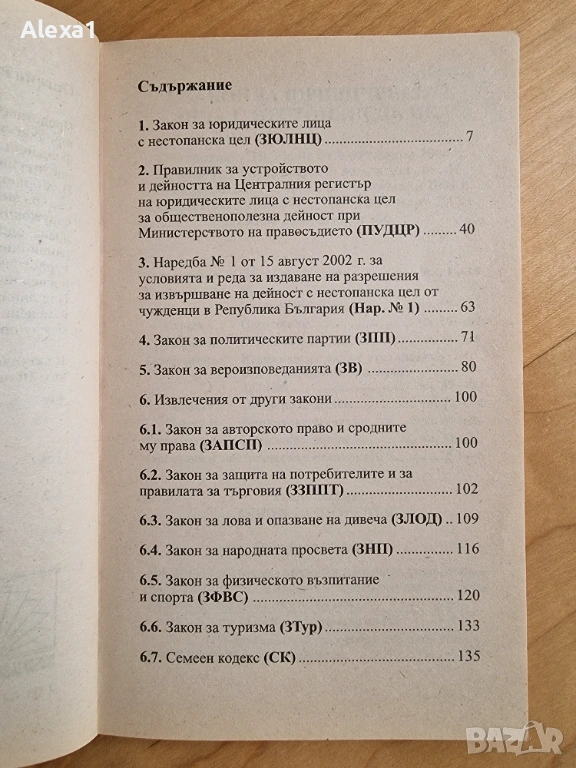 Alexa1
Съдържание
1. Закон за юридическите лица
с нестопанска цел (ЗЮЛНЦ)..............................7
2. Правилник за устройството
и дейността на Централния регистър
на юридическите лица с нестопанска цел
за общественополезна дейност при
Министерството на правосъдието (ПУДЦР) ........40
3. Наредба № 1 от 15 август 2002 г. за
условията и реда за издаване на разрешения
за извършване на дейност с нестопанска цел от
чужденци в Република България (Нар. № 1) ........63
4. Закон за политическите партии (ЗПП) .............71
5. Закон за вероизповеданията (ЗВ) ....................80
6. Извлечения от други закони...........................100
6.1. Закон за авторското право и сродните
му права (ЗАПСП) ..........................................100
6.2. Закон за защита на потребителите и за
правилата за търговия (ЗЗППТ)........................102
6.3. Закон за лова и опазване на дивеча (ЗЛОД) ..109
6.4. Закон за народната просвета (ЗНП) .............116
6.5. Закон за физическото възпитание
и спорта (ЗФВС) .............................................120
6.6. Закон за туризма (ЗТур)................................133
6.7. Семеен кодекс (СК) ....................................135
BAZAR